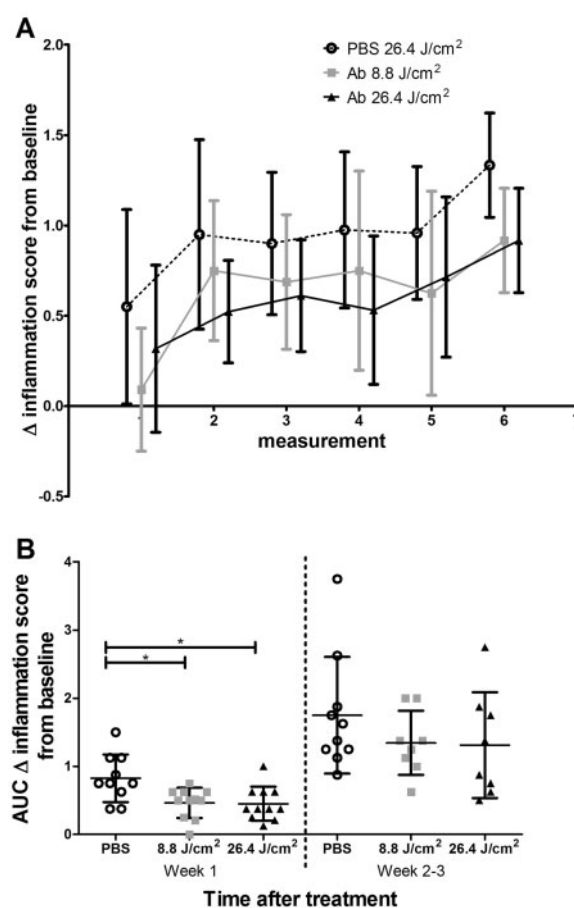 A
PBS 26.4 J/cm²
Ab 8.8 J/cm²
Ab 26.4 J/cm²
Δ inflammation score from baseline
2.0
1.5
1.0
0.5
0.0
-0.5
2 3 4 5 6
measurement
B
AUC Δ inflammation score
from baseline
4
3
2
1
0
* 
*
PBS 8.8 J/cm² 26.4 J/cm² PBS 8.8 J/cm² 26.4 J/cm²
Week 1 Week 2-3
Time after treatment